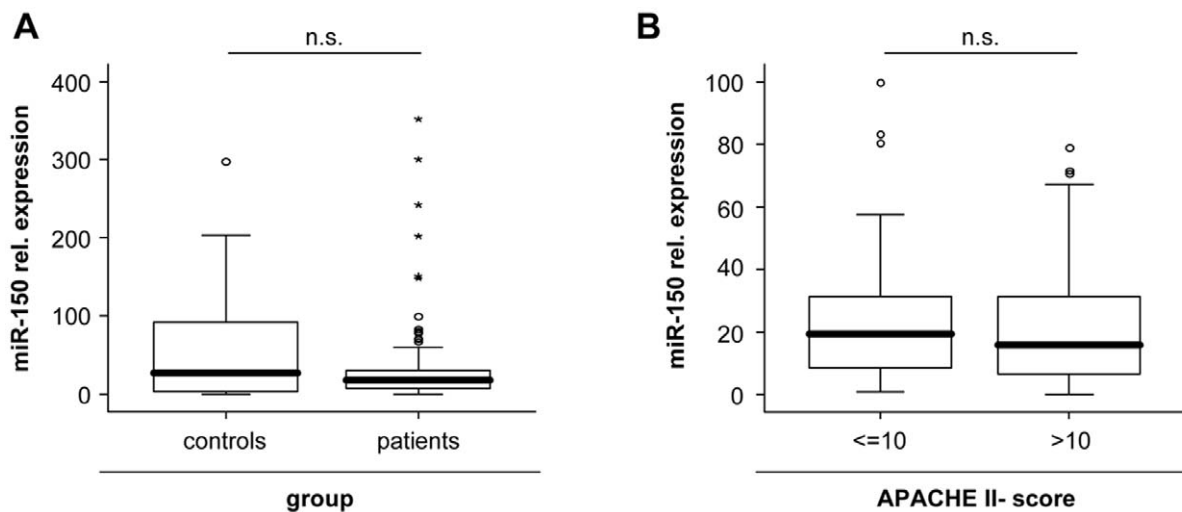 A
n.s.
miR-150 rel. expression
400
300
200
100
0
controls patients
group
B
n.s.
miR-150 rel. expression
100
80
60
40
20
0
<=10 >10
APACHE II- score